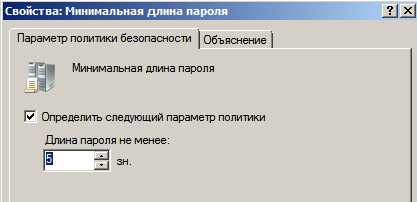 Свойства: Минимальная длина пароля
Параметр политики безопасности Объяснение
Минимальная длина пароля
Определить следующий параметр политики
Длина пароля не менее:
5 зн.